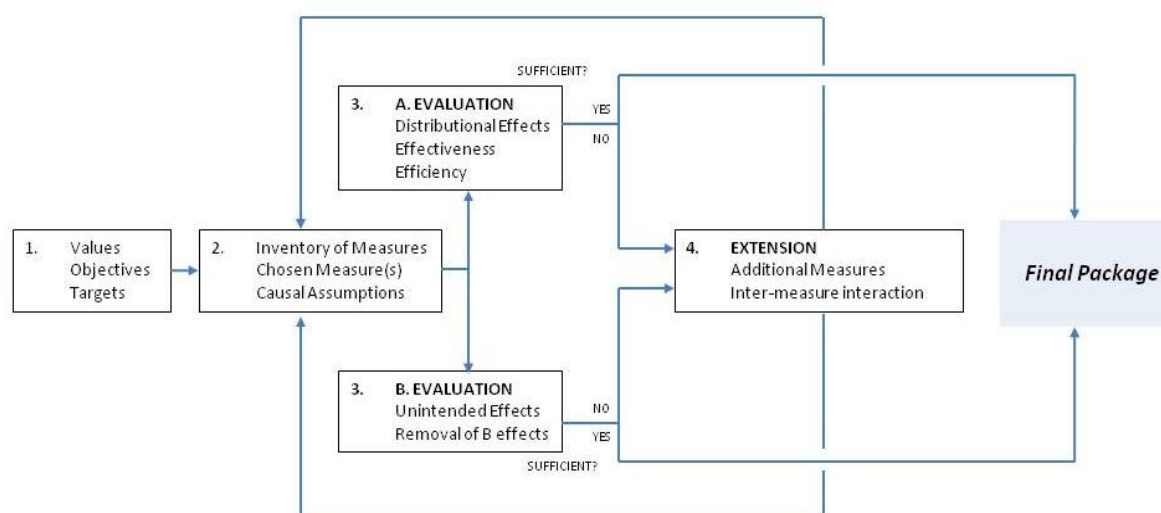 SUFFICIENT?
3. A. EVALUATION
Distributional Effects
Effectiveness
Efficiency
YES
NO
1. Values
Objectives
Targets
2. Inventory of Measures
Chosen Measure(s)
Causal Assumptions
4. EXTENSION
Additional Measures
Inter-measure interaction
Final Package
3. B. EVALUATION
Unintended Effects
Removal of B effects
NO
YES
SUFFICIENT?